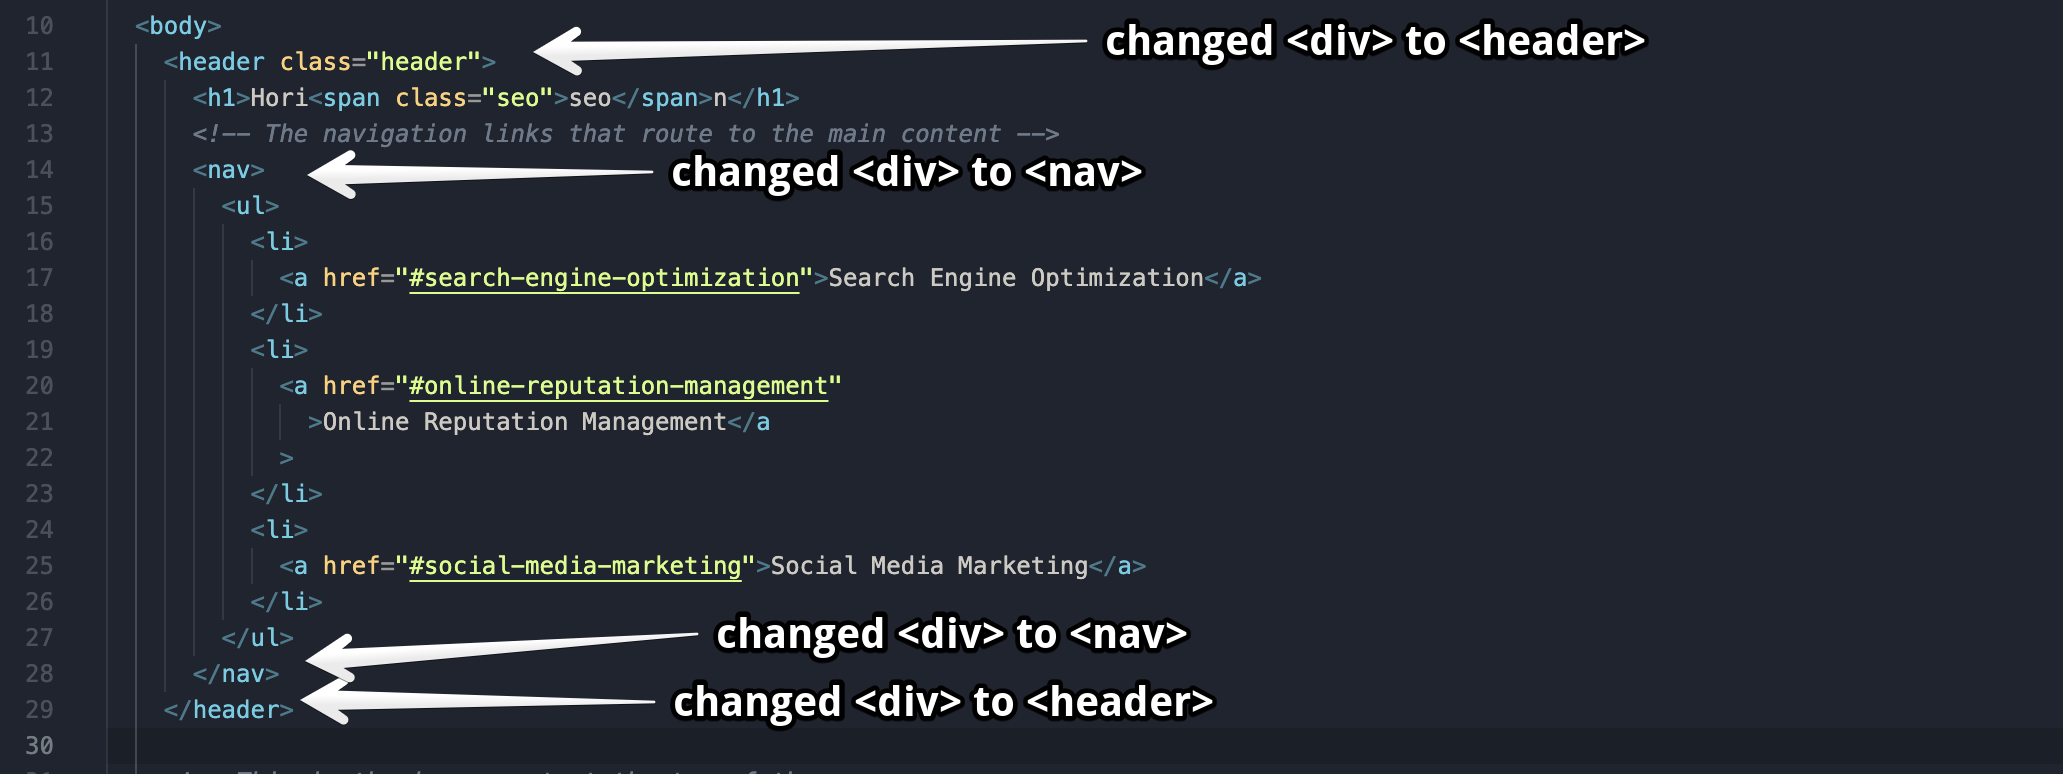 10 <body>
changed <div> to <header>
11 <header class="header">
12 <h1>Hori<span class="seo">seo</span>n</h1>
13 <!-- The navigation links that route to the main content -->
14 <nav>
changed <div> to <nav>
15 <ul>
16 <li>
17 <a href="#search-engine-optimization">Search Engine Optimization</a>
18 </li>
19 <li>
20 <a href="#online-reputation-management"
21 >Online Reputation Management</a
22 >
23 </li>
24 <li>
25 <a href="#social-media-marketing">Social Media Marketing</a>
26 </li>
27 </ul>
changed <div> to <nav>
28 </nav>
29 </header>
changed <div> to <header>
30